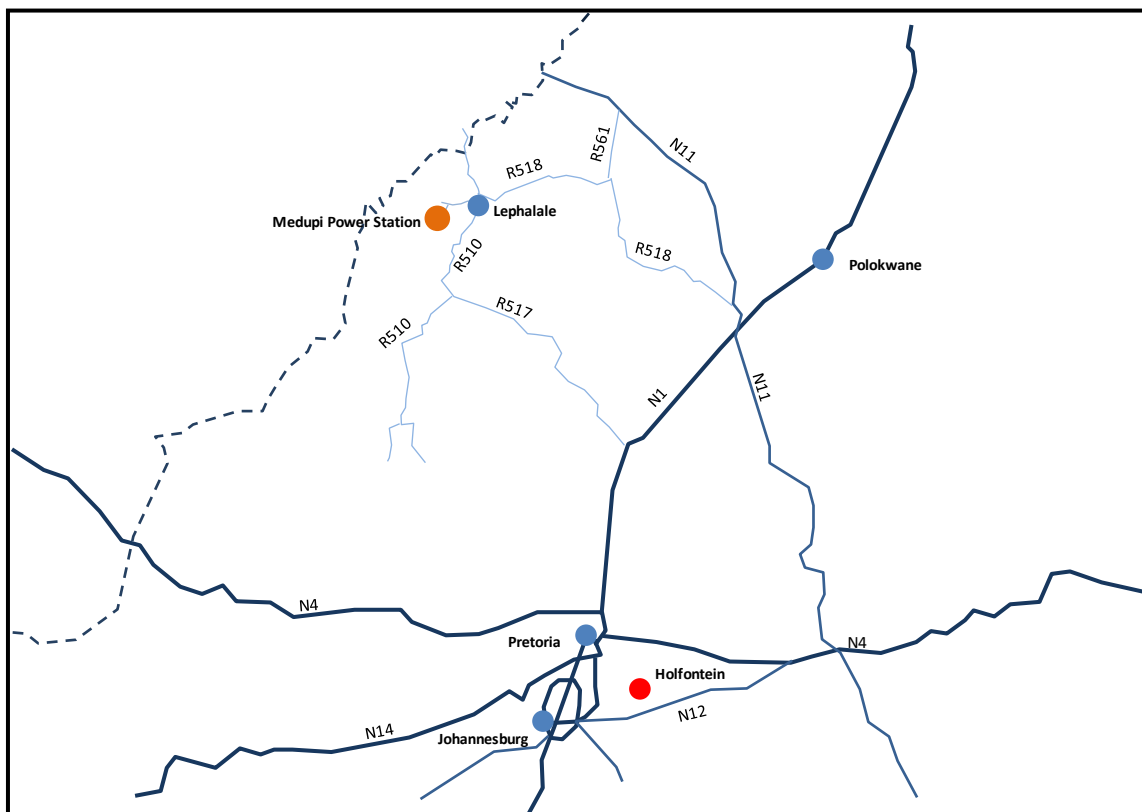 R561
N11
R518
Lephalale
Medupi Power Station
R510
R518
Polokwane
R517
R510
N1
N11
N4
Pretoria
N4
Holfontein
N12
N14
Johannesburg